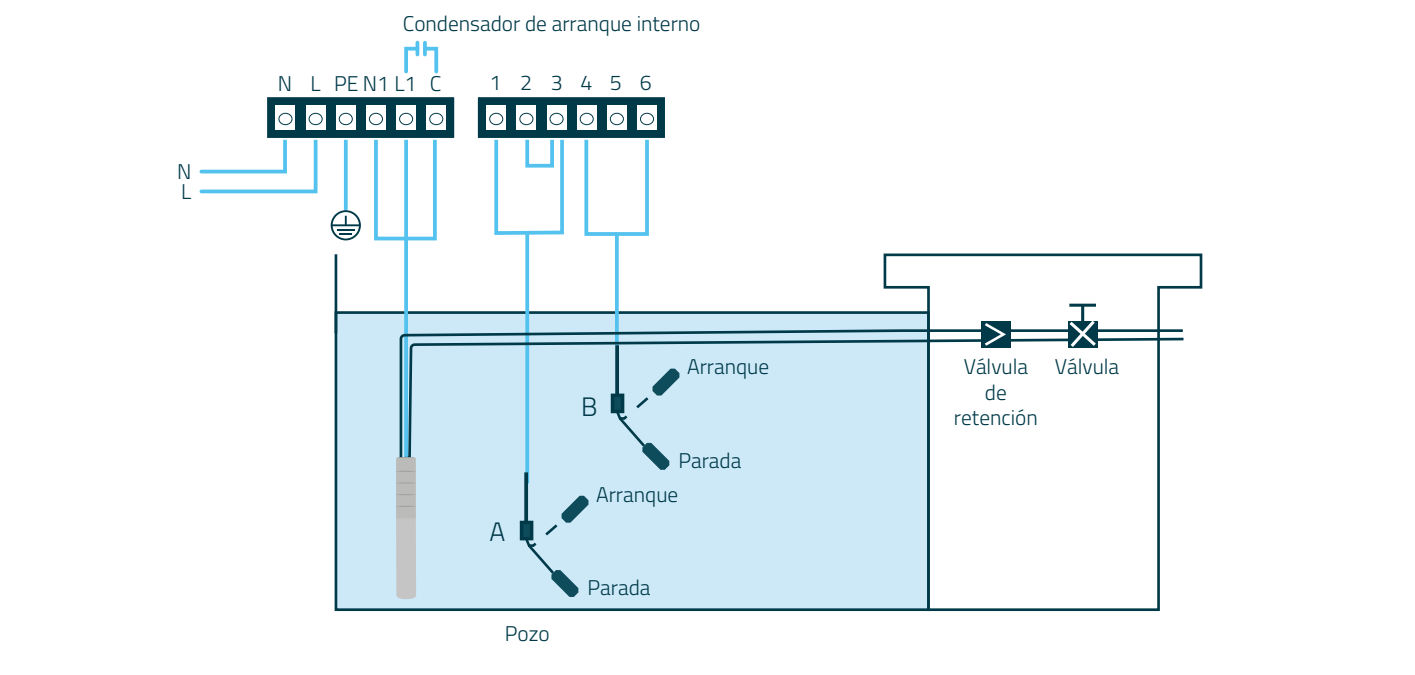 Condensador de arranque interno
N L PE N1 L1 C
1 2 3 4 5 6
N
L
Arranque
B
Parada
Arranque
A
Parada
Válvula
de
retención
Válvula
Pozo